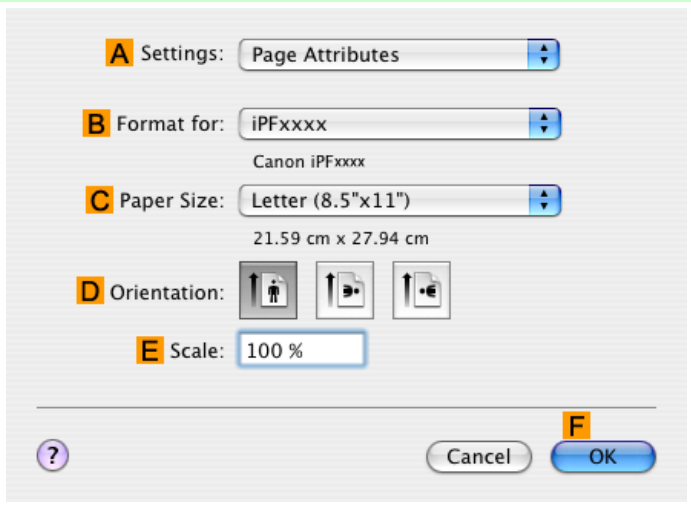 A Settings: Page Attributes
B Format for: iPFxxxx
Canon iPFxxxx
C Paper Size: Letter (8.5"x11")
21.59 cm x 27.94 cm
D Orientation:
E Scale: 100 %
F
? Cancel OK